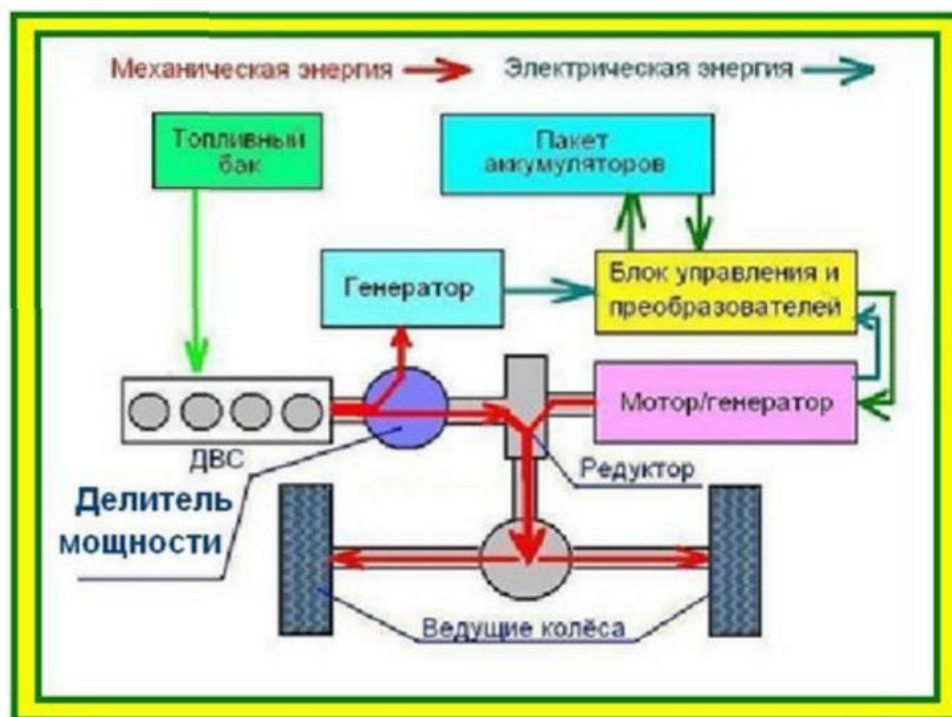 Механическая энергия Электрическая энергия
Топливный
бак
Пакет
аккумуляторов
Генератор
Блок управления и
преобразователей
Мотор/генератор
ДВС
Редуктор
Делитель
мощности
Ведущие колёса